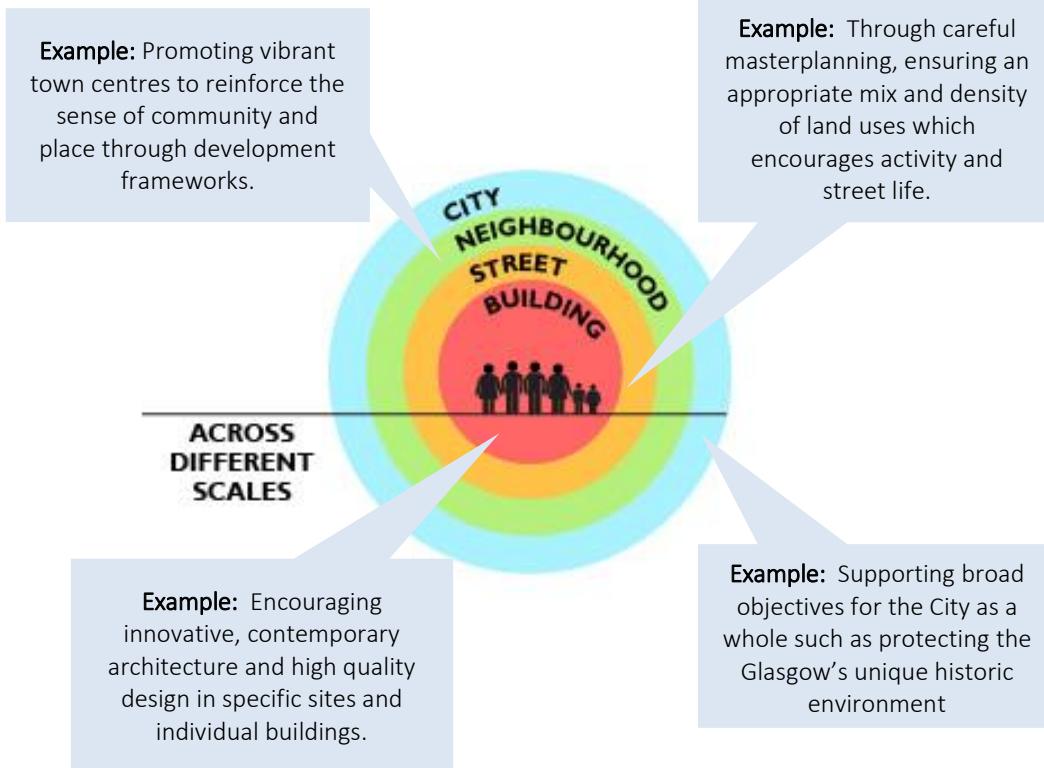 Example: Promoting vibrant
town centres to reinforce the
sense of community and
place through development
frameworks.
Example: Through careful
masterplanning, ensuring an
appropriate mix and density
of land uses which
encourages activity and
street life.
CITY
NEIGHBOURHOOD
STREET
BUILDING
ACROSS
DIFFERENT
SCALES
Example: Encouraging
innovative, contemporary
architecture and high quality
design in specific sites and
individual buildings.
Example: Supporting broad
objectives for the City as a
whole such as protecting the
Glasgow’s unique historic
environment